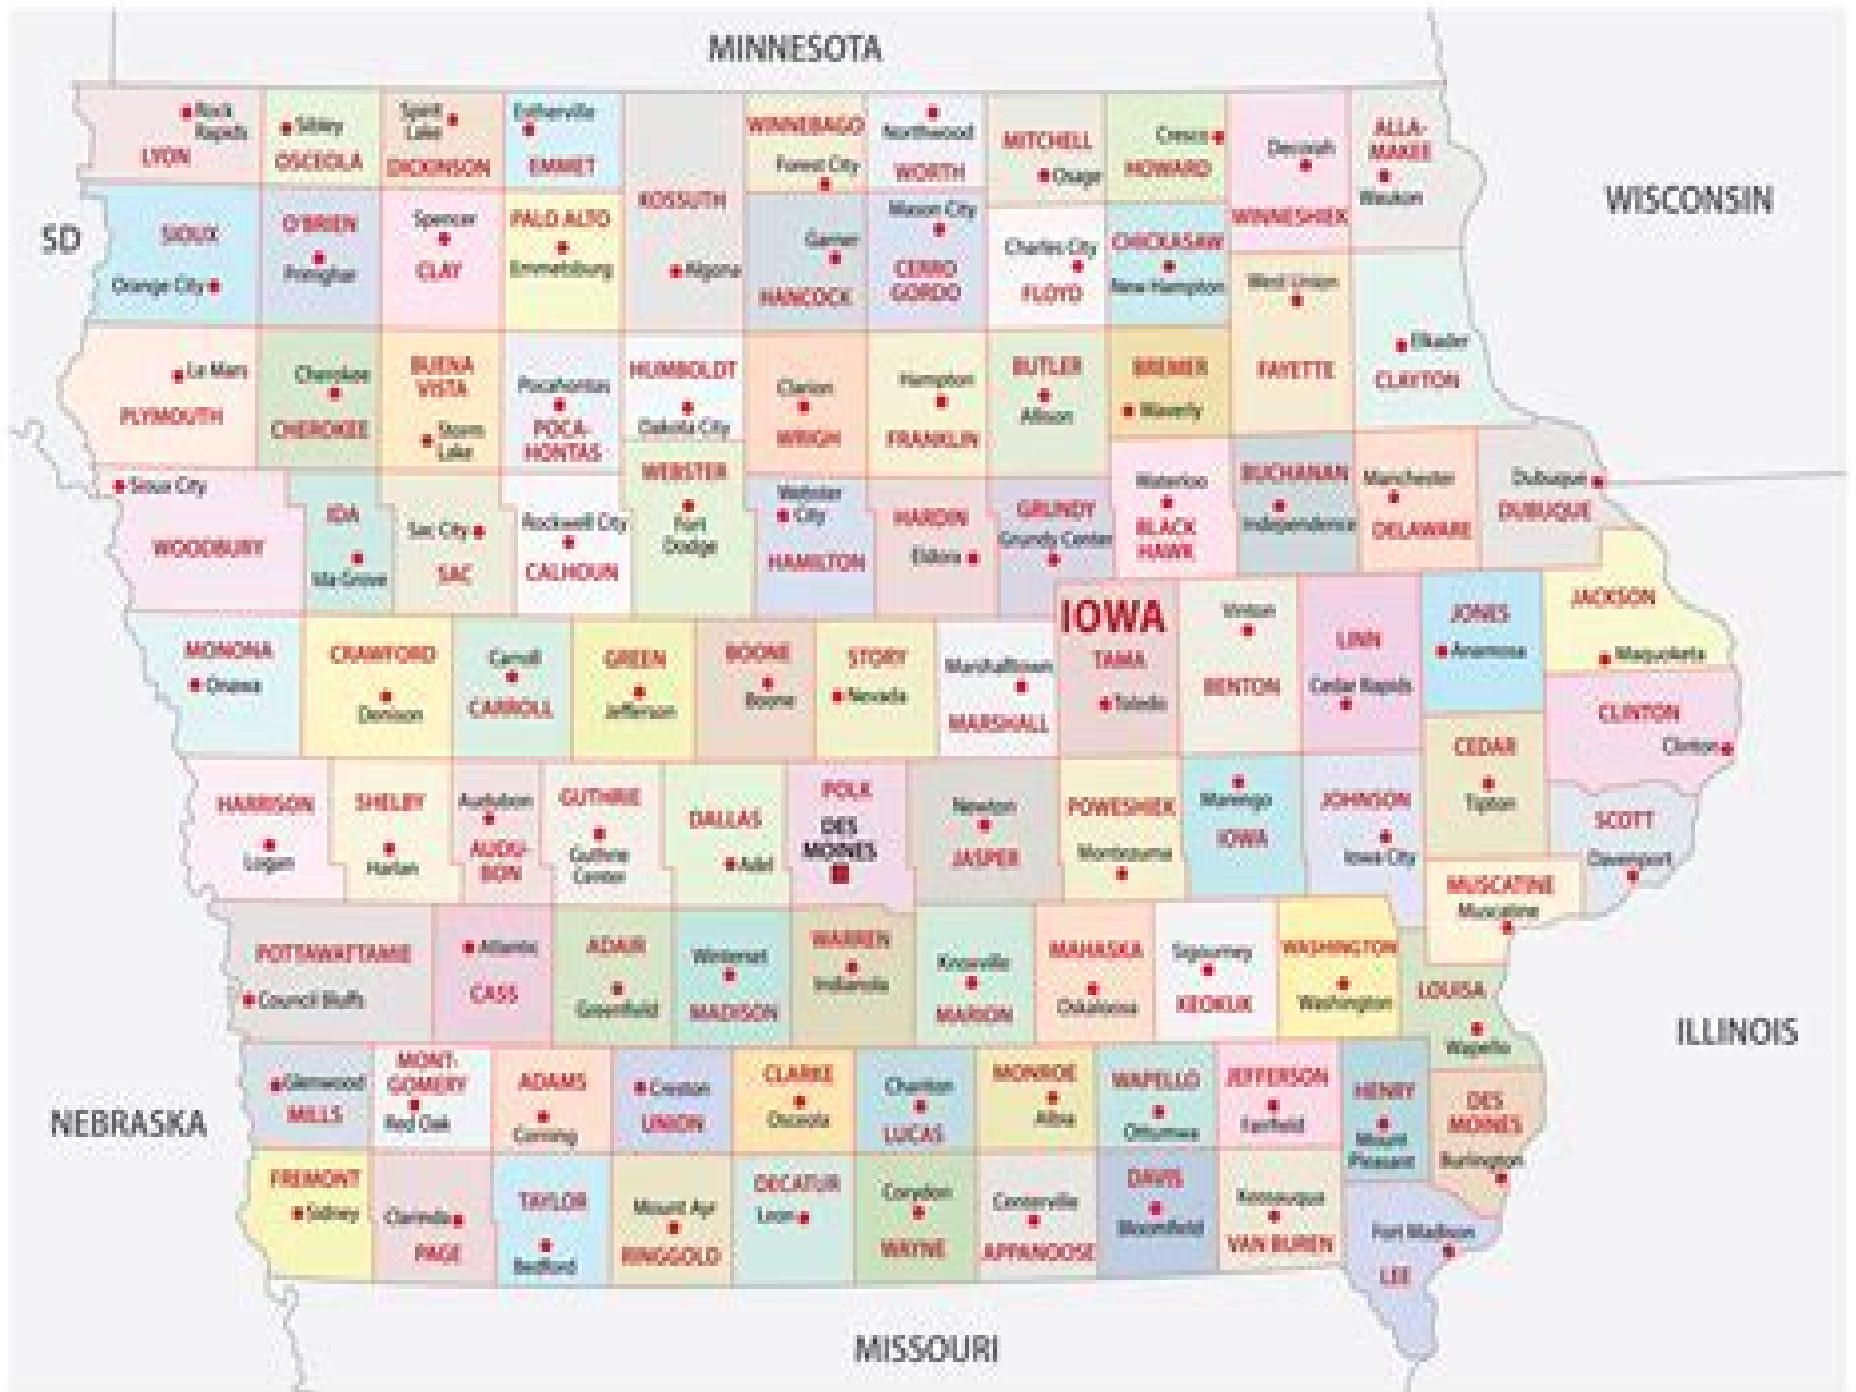 MINNESOTA
Rock
Rapids
LYON
Sibley
OSCEOLA
Spirit
Lake
DICKINSON
Estherville
EMMET
KOSSUTH
Algona
WINNEBAGO
Forest City
Northwood
WORTH
MITCHELL
Osage
Cresco
HOWARD
Decorah
WINNESHIEK
ALLA-
MAKEE
Waukon
WISCONSIN
SD
SIOUX
Orange City
O'BRIEN
Primghar
Spencer
CLAY
PALO ALTO
Emmetsburg
Garner
HANCOCK
Mason City
CERRO
GORDO
Charles City
FLOYD
CHICKASAW
New Hampton
West Union
FAYETTE
Elkader
CLAYTON
Le Mars
PLYMOUTH
Cherokee
CHEROKEE
BUENA
VISTA
Storm
Lake
Pocahontas
POCA-
HONTAS
HUMBOLDT
Dakota City
Clarion
WRIGH
Hampton
FRANKLIN
BUTLER
Allison
BREMER
Waverly
Sioux City
WOODBURY
IDA
Ida Grove
Sac City
SAC
Rockwell City
CALHOUN
WEBSTER
Fort
Dodge
Webster
City
HAMILTON
HARDIN
Eldora
GRUNDY
Grundy Center
Waterloo
BLACK
HAWK
BUCHANAN
Independence
Manchester
DELAWARE
Dubuque
DUBUQUE
MONONA
Onawa
CRAWFORD
Denison
Carroll
CARROLL
GREEN
Jefferson
BOONE
Boone
STORY
Nevada
Marshalltown
MARSHALL
IOWA
TAMA
Toledo
Vinton
BENTON
LINN
Cedar Rapids
JONES
Anamosa
JACKSON
Maquoketa
CLINTON
Clinton
HARRISON
Logan
SHELBY
Harlan
Audubon
AUDU-
BON
GUTHRIE
Guthrie
Center
DALLAS
Adel
POLK
DES
MOINES
Newton
JASPER
POWESHIEK
Montezuma
Marengo
IOWA
JOHNSON
Iowa City
CEDAR
Tipton
SCOTT
Davenport
MUSCATINE
Muscatine
POTTAWATTAMIE
Council Bluffs
Atlantic
CASS
ADAIR
Greenfield
Winterset
MADISON
WARREN
Indianola
Knoxville
MARION
MAHASKA
Oskaloosa
Sigourney
KEOKUK
WASHINGTON
Washington
LOUISA
Wapello
ILLINOIS
NEBRASKA
Glenwood
MILLS
MONT-
GOMERY
Red Oak
ADAMS
Corning
Creston
UNION
CLARKE
Osceola
Chariton
LUCAS
MONROE
Albia
WAPELLO
Ottumwa
JEFFERSON
Fairfield
HENRY
Mount
Pleasant
DES
MOINES
Burlington
FREMONT
Sidney
Clarinda
PAGE
TAYLOR
Bedford
Mount Ayr
RINGGOLD
DECATUR
Leon
Corydon
WAYNE
Centerville
APPANOOSE
DAVIS
Bloomfield
Keosauqua
VAN BUREN
Fort Madison
LEE
MISSOURI